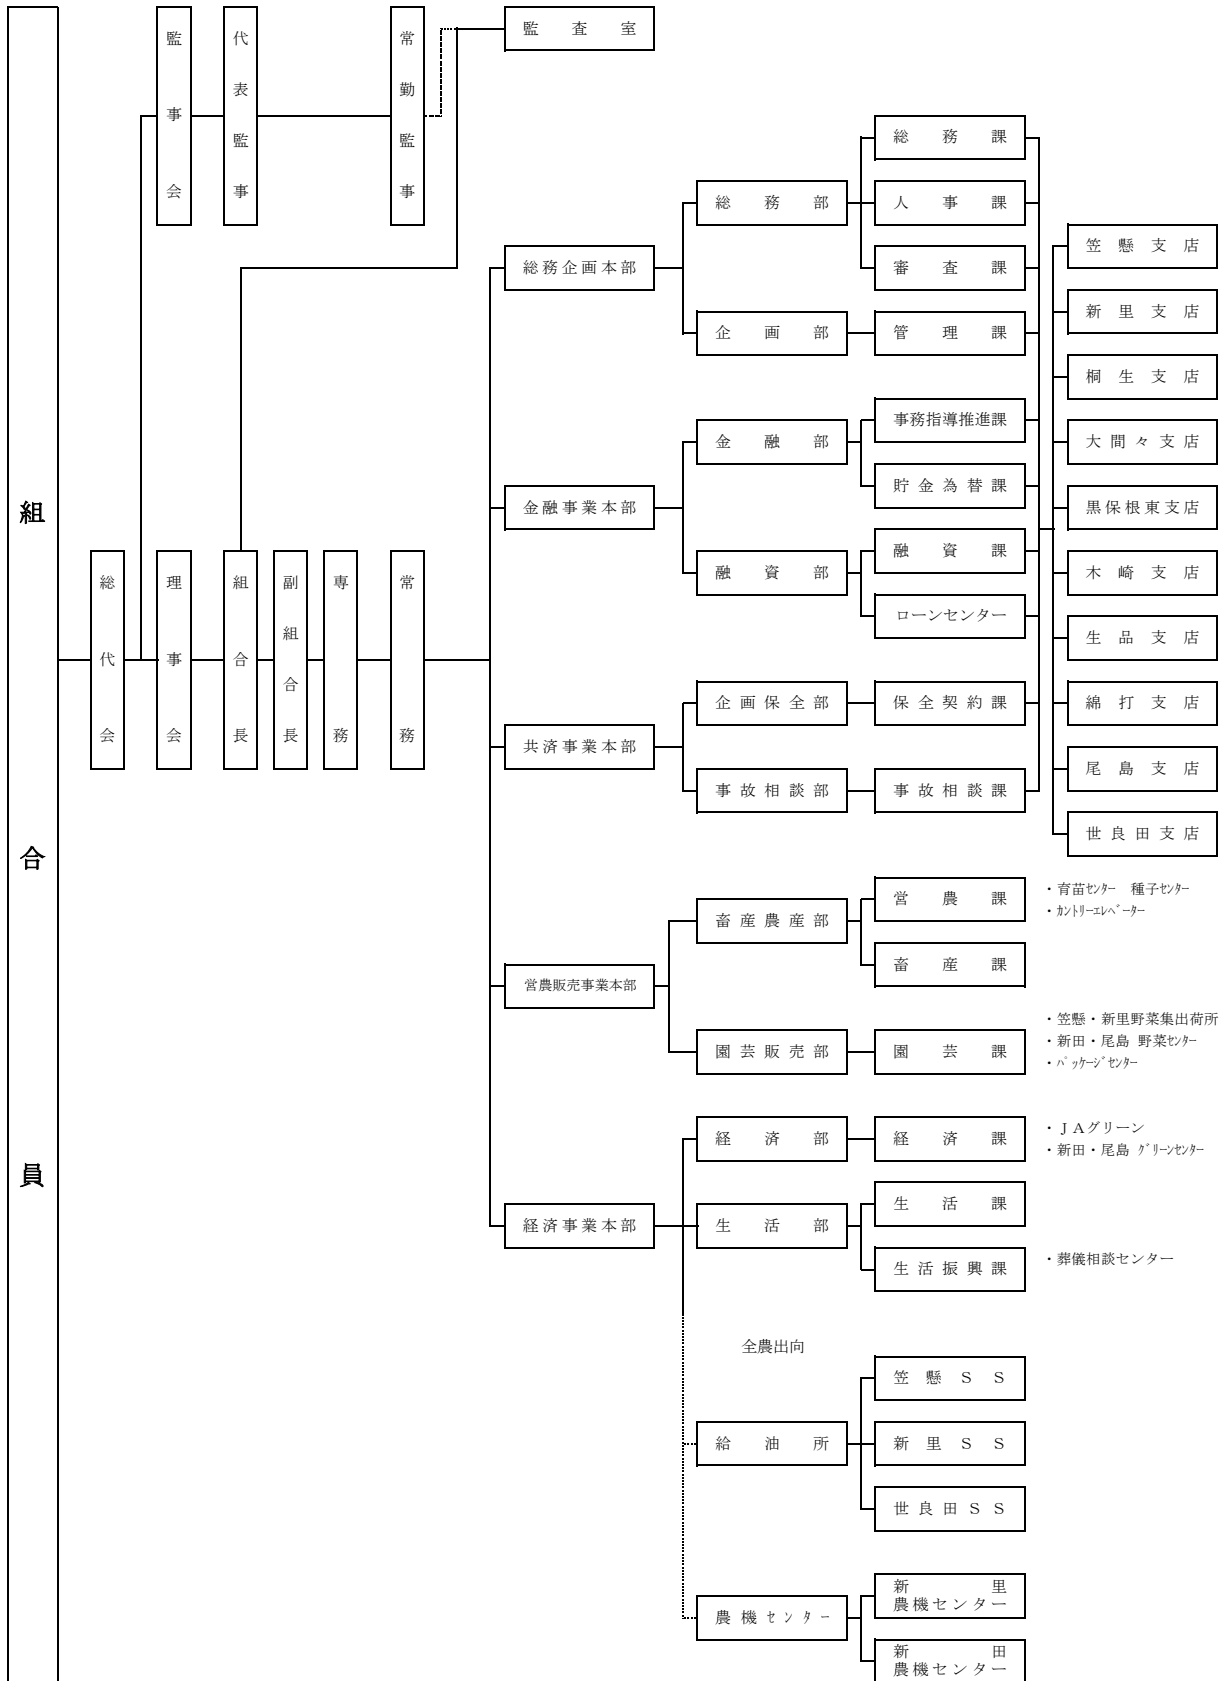 組合員
総代会
監事会
代表監事
常勤監事
理事会
組合長
副組合長
専務
常務
監査室
総務企画本部
総務部
総務課
人事課
審査課
企画部
管理課
金融事業本部
金融部
事務指導推進課
貯金為替課
融資部
融資課
ローンセンター
共済事業本部
企画保全部
保全契約課
事故相談部
事故相談課
笠懸支店
新里支店
桐生支店
大間々支店
黒保根東支店
木崎支店
生品支店
綿打支店
尾島支店
世良田支店
営農販売事業本部
畜産農産部
営農課
・育苗ｾﾝﾀｰ　種子ｾﾝﾀｰ
・ｶﾝﾄﾘｰｴﾚﾍﾞｰﾀｰ
畜産課
園芸販売部
園芸課
・笠懸・新里野菜集出荷所
・新田・尾島 野菜ｾﾝﾀｰ
・ﾊﾟｯｹｰｼﾞｾﾝﾀｰ
経済事業本部
経済部
経済課
・ＪＡグリーン
・新田・尾島 ｸﾞﾘｰﾝｾﾝﾀｰ
生活部
生活課
生活振興課
・葬儀相談センター
全農出向
給油所
笠懸ＳＳ
新里ＳＳ
世良田ＳＳ
農機ｾﾝﾀｰ
新里
農機センター
新田
農機センター